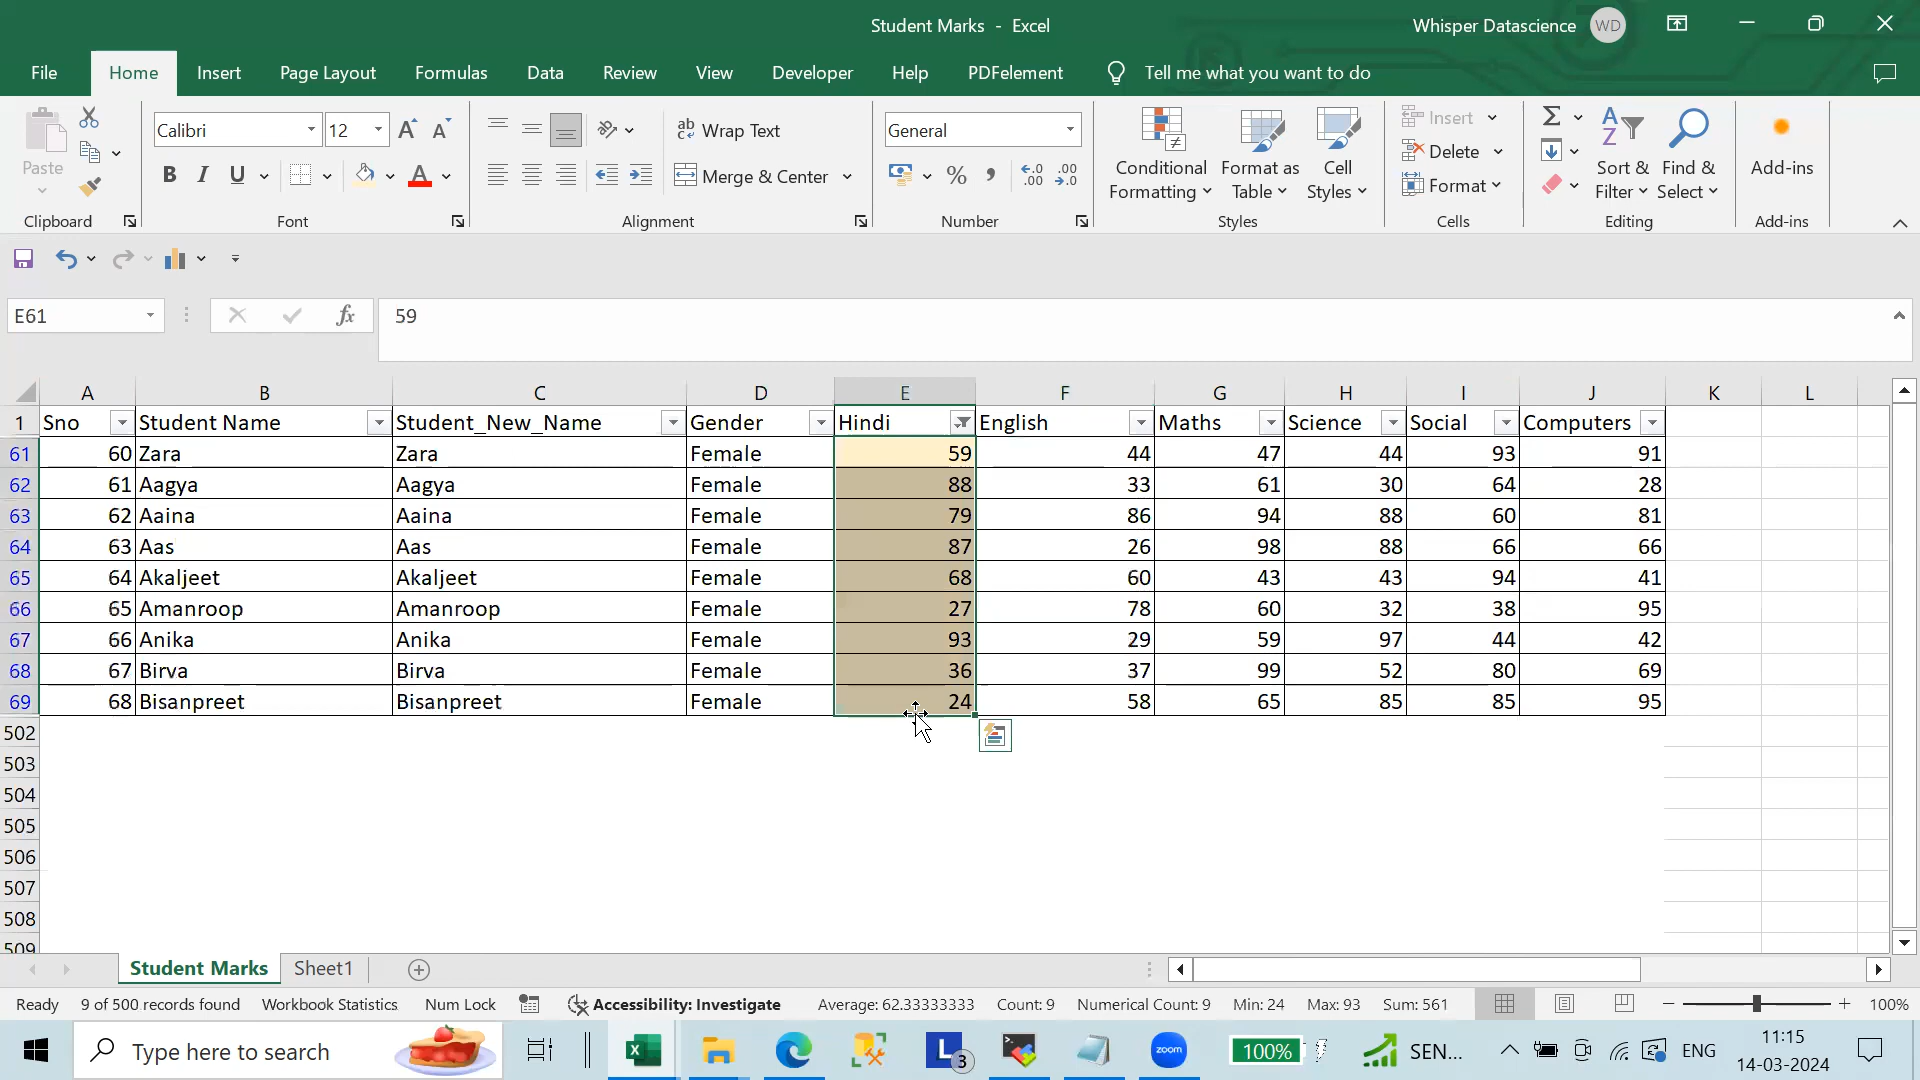 Student Marks - Excel
Whisper Datascience WD
File Home Insert Page Layout Formulas Data Review View Developer Help PDFelement Tell me what you want to do
Calibri 12
ab Wrap Text
General
Insert
Paste
Conditional Formatting
Format as Table
Cell Styles
Delete
Sort & Filter
Find & Select
Add-ins
B I U
A
Merge & Center
%
Format
Clipboard Font Alignment Number Styles Cells Editing Add-ins
E61 fx 59
A B C D E F G H I J K L
1 Sno Student Name Student_New_Name Gender Hindi English Maths Science Social Computers
61 60 Zara Zara Female 59 44 47 44 93 91
62 61 Aagya Aagya Female 88 33 61 30 64 28
63 62 Aaina Aaina Female 79 86 94 88 60 81
64 63 Aas Aas Female 87 26 98 88 66 66
65 64 Akaljeet Akaljeet Female 68 60 43 43 94 41
66 65 Amanroop Amanroop Female 27 78 60 32 38 95
67 66 Anika Anika Female 93 29 59 97 44 42
68 67 Birva Birva Female 36 37 99 52 80 69
69 68 Bisanpreet Bisanpreet Female 24 58 65 85 85 95
502
503
504
505
506
507
508
509
Student Marks Sheet1
Ready 9 of 500 records found Workbook Statistics Num Lock Accessibility: Investigate Average: 62.33333333 Count: 9 Numerical Count: 9 Min: 24 Max: 93 Sum: 561 100%
Type here to search L 3 zoom 100% SEN... ENG 11:15
14-03-2024